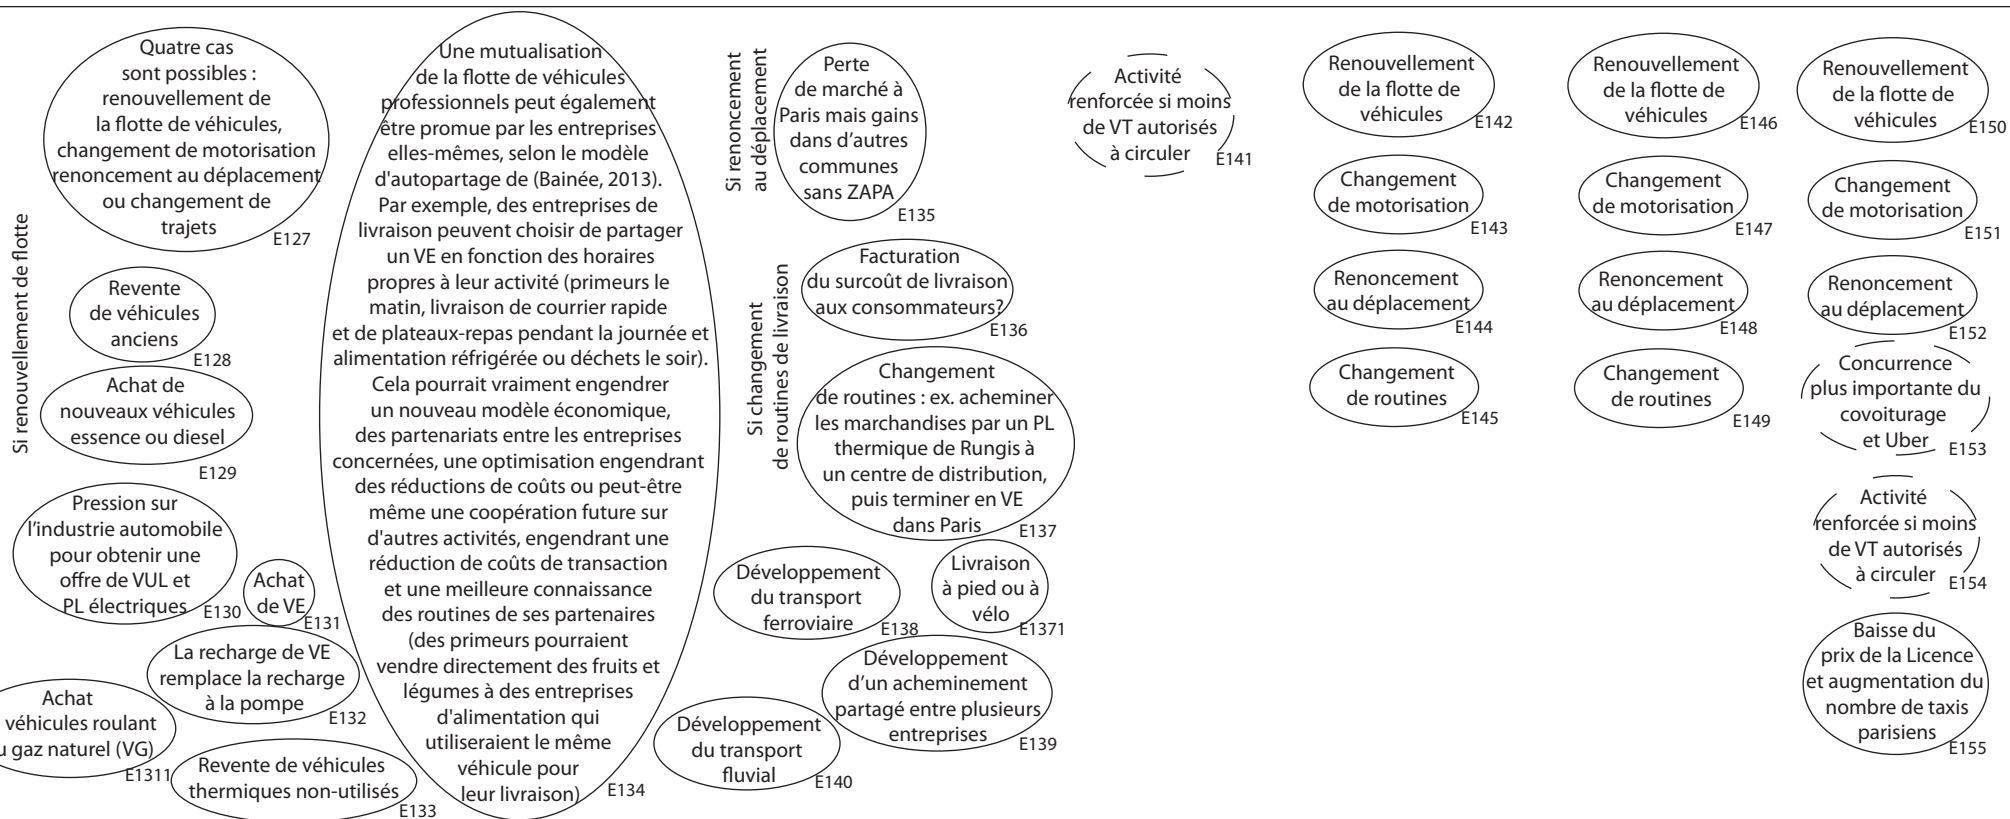 Quatre cas
sont possibles :
renouvellement de
la flotte de véhicules,
changement de motorisation
renoncement au déplacement
ou changement de
trajets
E127
Si renouvellement de flotte
Revente
de véhicules
anciens
E128
Achat de
nouveaux véhicules
essence ou diesel
E129
Pression sur
l'industrie automobile
pour obtenir une
offre de VUL et
PL électriques
E130
Achat
de VE
E131
La recharge de VE
remplace la recharge
à la pompe
E132
Achat
véhicules roulant
u gaz naturel (VG)
E1311
Revente de véhicules
thermiques non-utilisés
E133
Une mutualisation
de la flotte de véhicules
professionnels peut également
être promue par les entreprises
elles-mêmes, selon le modèle
d'autopartage de (Bainée, 2013).
Par exemple, des entreprises de
livraison peuvent choisir de partager
un VE en fonction des horaires
propres à leur activité (primeurs le
matin, livraison de courrier rapide
et de plateaux-repas pendant la journée et
alimentation réfrigérée ou déchets le soir).
Cela pourrait vraiment engendrer
un nouveau modèle économique,
des partenariats entre les entreprises
concernées, une optimisation engendrant
des réductions de coûts ou peut-être
même une coopération future sur
d'autres activités, engendrant une
réduction de coûts de transaction
et une meilleure connaissance
des routines de ses partenaires
(des primeurs pourraient
vendre directement des fruits et
légumes à des entreprises
d'alimentation qui
utiliseraient le même
véhicule pour
leur livraison)
E134
Si renoncement
au déplacement
Perte
de marché à
Paris mais gains
dans d'autres
communes
sans ZAPA
E135
Si changement
de routines de livraison
Facturation
du surcoût de livraison
aux consommateurs?
E136
Changement
de routines : ex. acheminer
les marchandises par un PL
thermique de Rungis à
un centre de distribution,
puis terminer en VE
dans Paris
E137
Développement
du transport
ferroviaire
E138
Livraison
à pied ou à
vélo
E1371
Développement
d'un acheminement
partagé entre plusieurs
entreprises
E139
Développement
du transport
fluvial
E140
Activité
renforcée si moins
de VT autorisés
à circuler
E141
Renouvellement
de la flotte de
véhicules
E142
Changement
de motorisation
E143
Renoncement
au déplacement
E144
Changement
de routines
E145
Renouvellement
de la flotte de
véhicules
E146
Changement
de motorisation
E147
Renoncement
au déplacement
E148
Changement
de routines
E149
Renouvellement
de la flotte de
véhicules
E150
Changement
de motorisation
E151
Renoncement
au déplacement
E152
Concurrence
plus importante du
covoiturage
et Uber
E153
Activité
renforcée si moins
de VT autorisés
à circuler
E154
Baisse du
prix de la Licence
et augmentation du
nombre de taxis
parisiens
E155